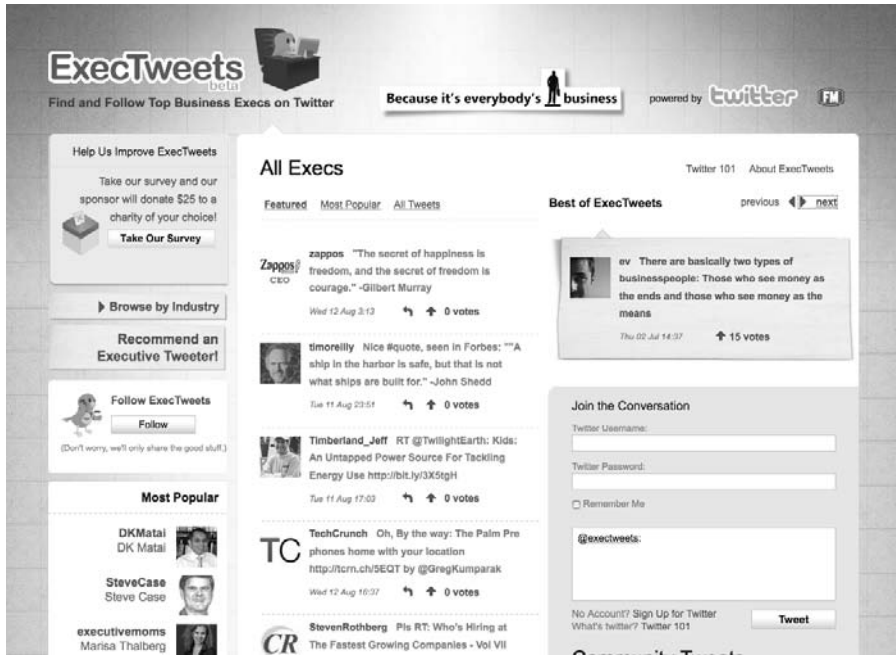 ExecTweets
beta
Find and Follow Top Business Execs on Twitter
Because it's everybody's business
powered by twitter FM
Help Us Improve ExecTweets
Take our survey and our
sponsor will donate $25 to a
charity of your choice!
Take Our Survey
Browse by Industry
Recommend an
Executive Tweeter!
Follow ExecTweets
Follow
(Don't worry, we'll only share the good stuff.)
Most Popular
DKMatai
DK Matai
SteveCase
Steve Case
executivemoms
Marisa Thalberg
All Execs
Twitter 101 About ExecTweets
Featured Most Popular All Tweets
Zappos
CEO
zappos "The secret of happiness is
freedom, and the secret of freedom is
courage." -Gilbert Murray
Wed 12 Aug 3:13 0 votes
timoreilly Nice #quote, seen in Forbes: ""A
ship in the harbor is safe, but that is not
what ships are built for." -John Shedd
Tue 11 Aug 23:51 0 votes
Timberland_Jeff RT @TwilightEarth: Kids:
An Untapped Power Source For Tackling
Energy Use http://bit.ly/3X5tgH
Tue 11 Aug 17:03 0 votes
TC
TechCrunch Oh, By the way: The Palm Pre
phones home with your location
http://tcrn.ch/5EQT by @GregKumparak
Wed 12 Aug 16:37 0 votes
CR
StevenRothberg Pls RT: Who's Hiring at
The Fastest Growing Companies - Vol VII
Best of ExecTweets previous next
ev There are basically two types of
businesspeople: Those who see money as
the ends and those who see money as the
means
Thu 02 Jul 14:37 15 votes
Join the Conversation
Twitter Username:
Twitter Password:
Remember Me
@exectweets:
No Account? Sign Up for Twitter
What's twitter? Twitter 101
Tweet
Community Tweets